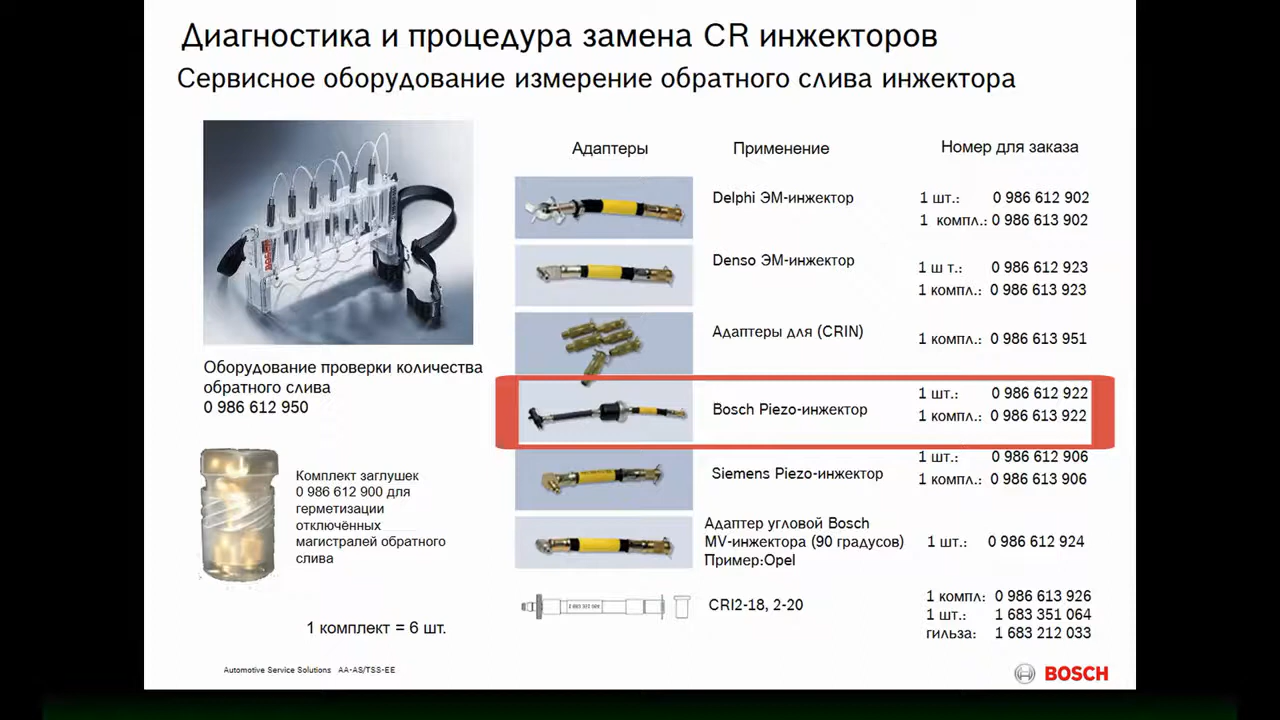 Диагностика и процедура замена CR инжекторов
Сервисное оборудование измерение обратного слива инжектора
Адаптеры
Применение
Номер для заказа
Delphi ЭМ-инжектор
1 шт.: 0 986 612 902
1 компл.: 0 986 613 902
Denso ЭМ-инжектор
1 ш т.: 0 986 612 923
1 компл.: 0 986 613 923
Адаптеры для (CRIN)
1 компл.: 0 986 613 951
Bosch Piezo-инжектор
1 шт.: 0 986 612 922
1 компл.: 0 986 613 922
Siemens Piezo-инжектор
1 шт.: 0 986 612 906
1 компл.: 0 986 613 906
Адаптер угловой Bosch
MV-инжектора (90 градусов)
Пример:Opel
1 шт.: 0 986 612 924
CRI2-18, 2-20
1 компл: 0 986 613 926
1 шт.: 1 683 351 064
гильза: 1 683 212 033
BOSCH
Оборудование проверки количества
обратного слива
0 986 612 950
Комплект заглушек
0 986 612 900 для
герметизации
отключённых
магистралей обратного
слива
1 комплект = 6 шт.
Automotive Service Solutions AA-AS/TSS-EE
BOSCH